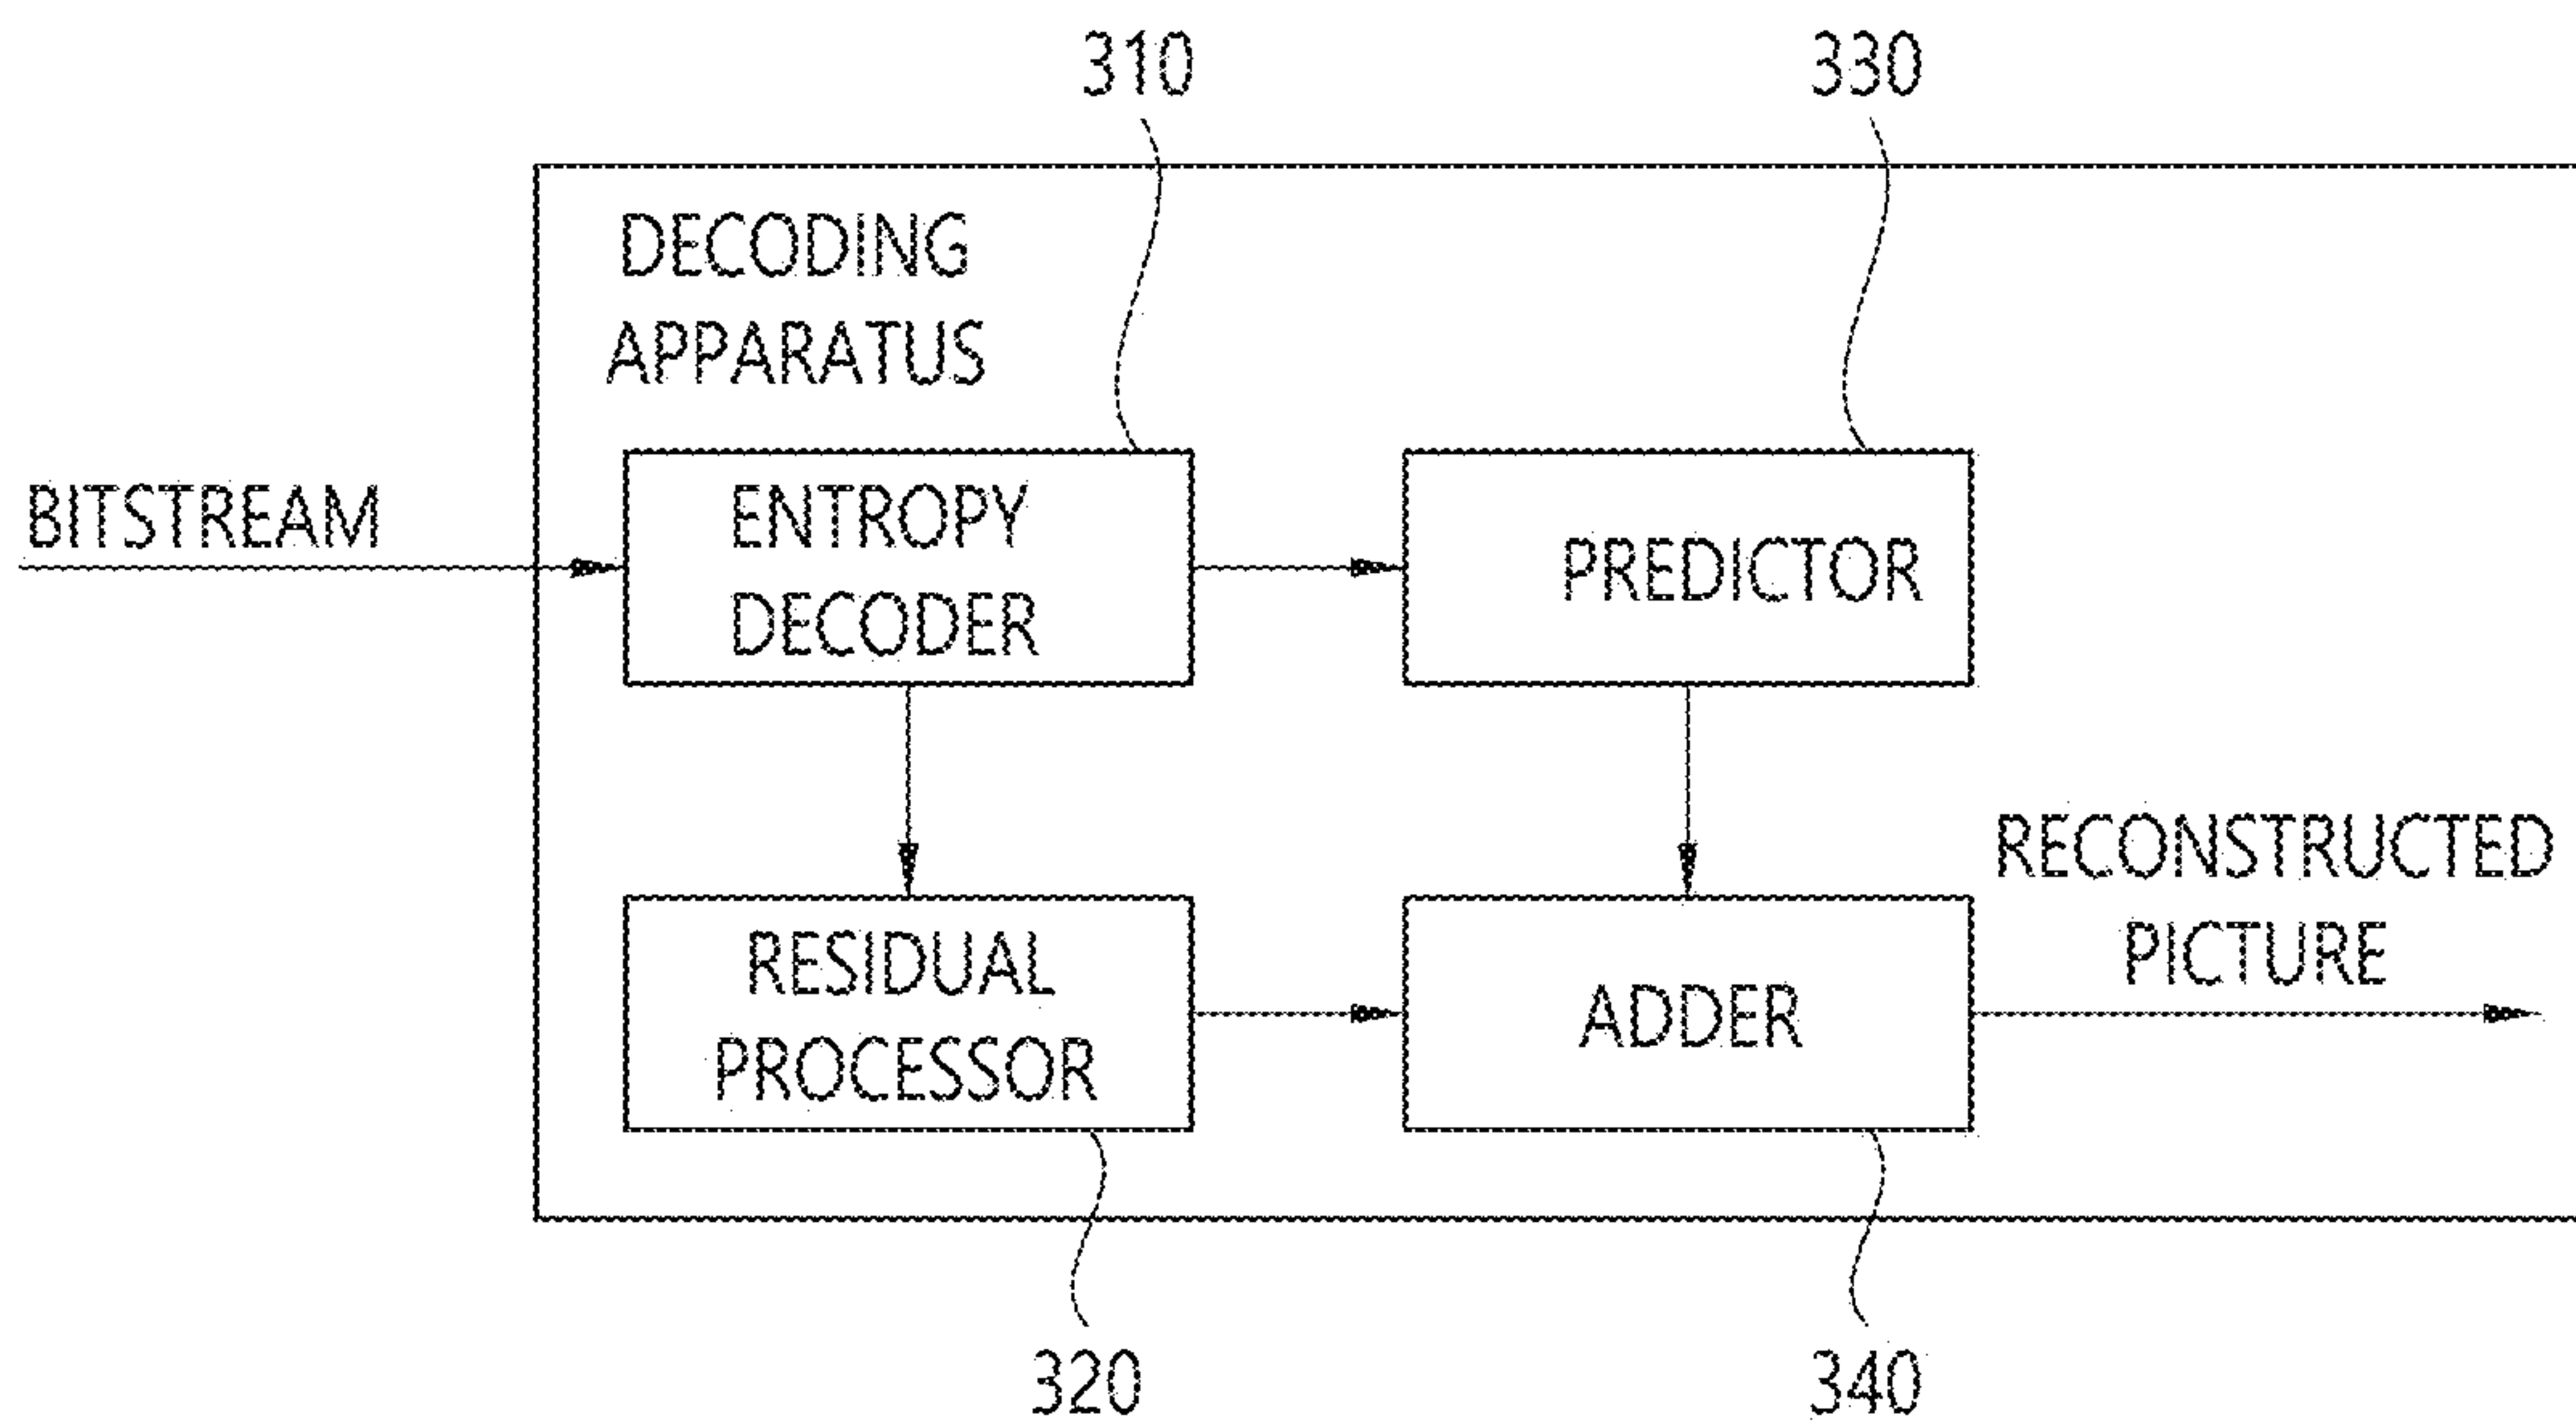 310
330
DECODING
APPARATUS
BITSTREAM
ENTROPY
DECODER
PREDICTOR
RESIDUAL
PROCESSOR
ADDER
RECONSTRUCTED
PICTURE
320
340